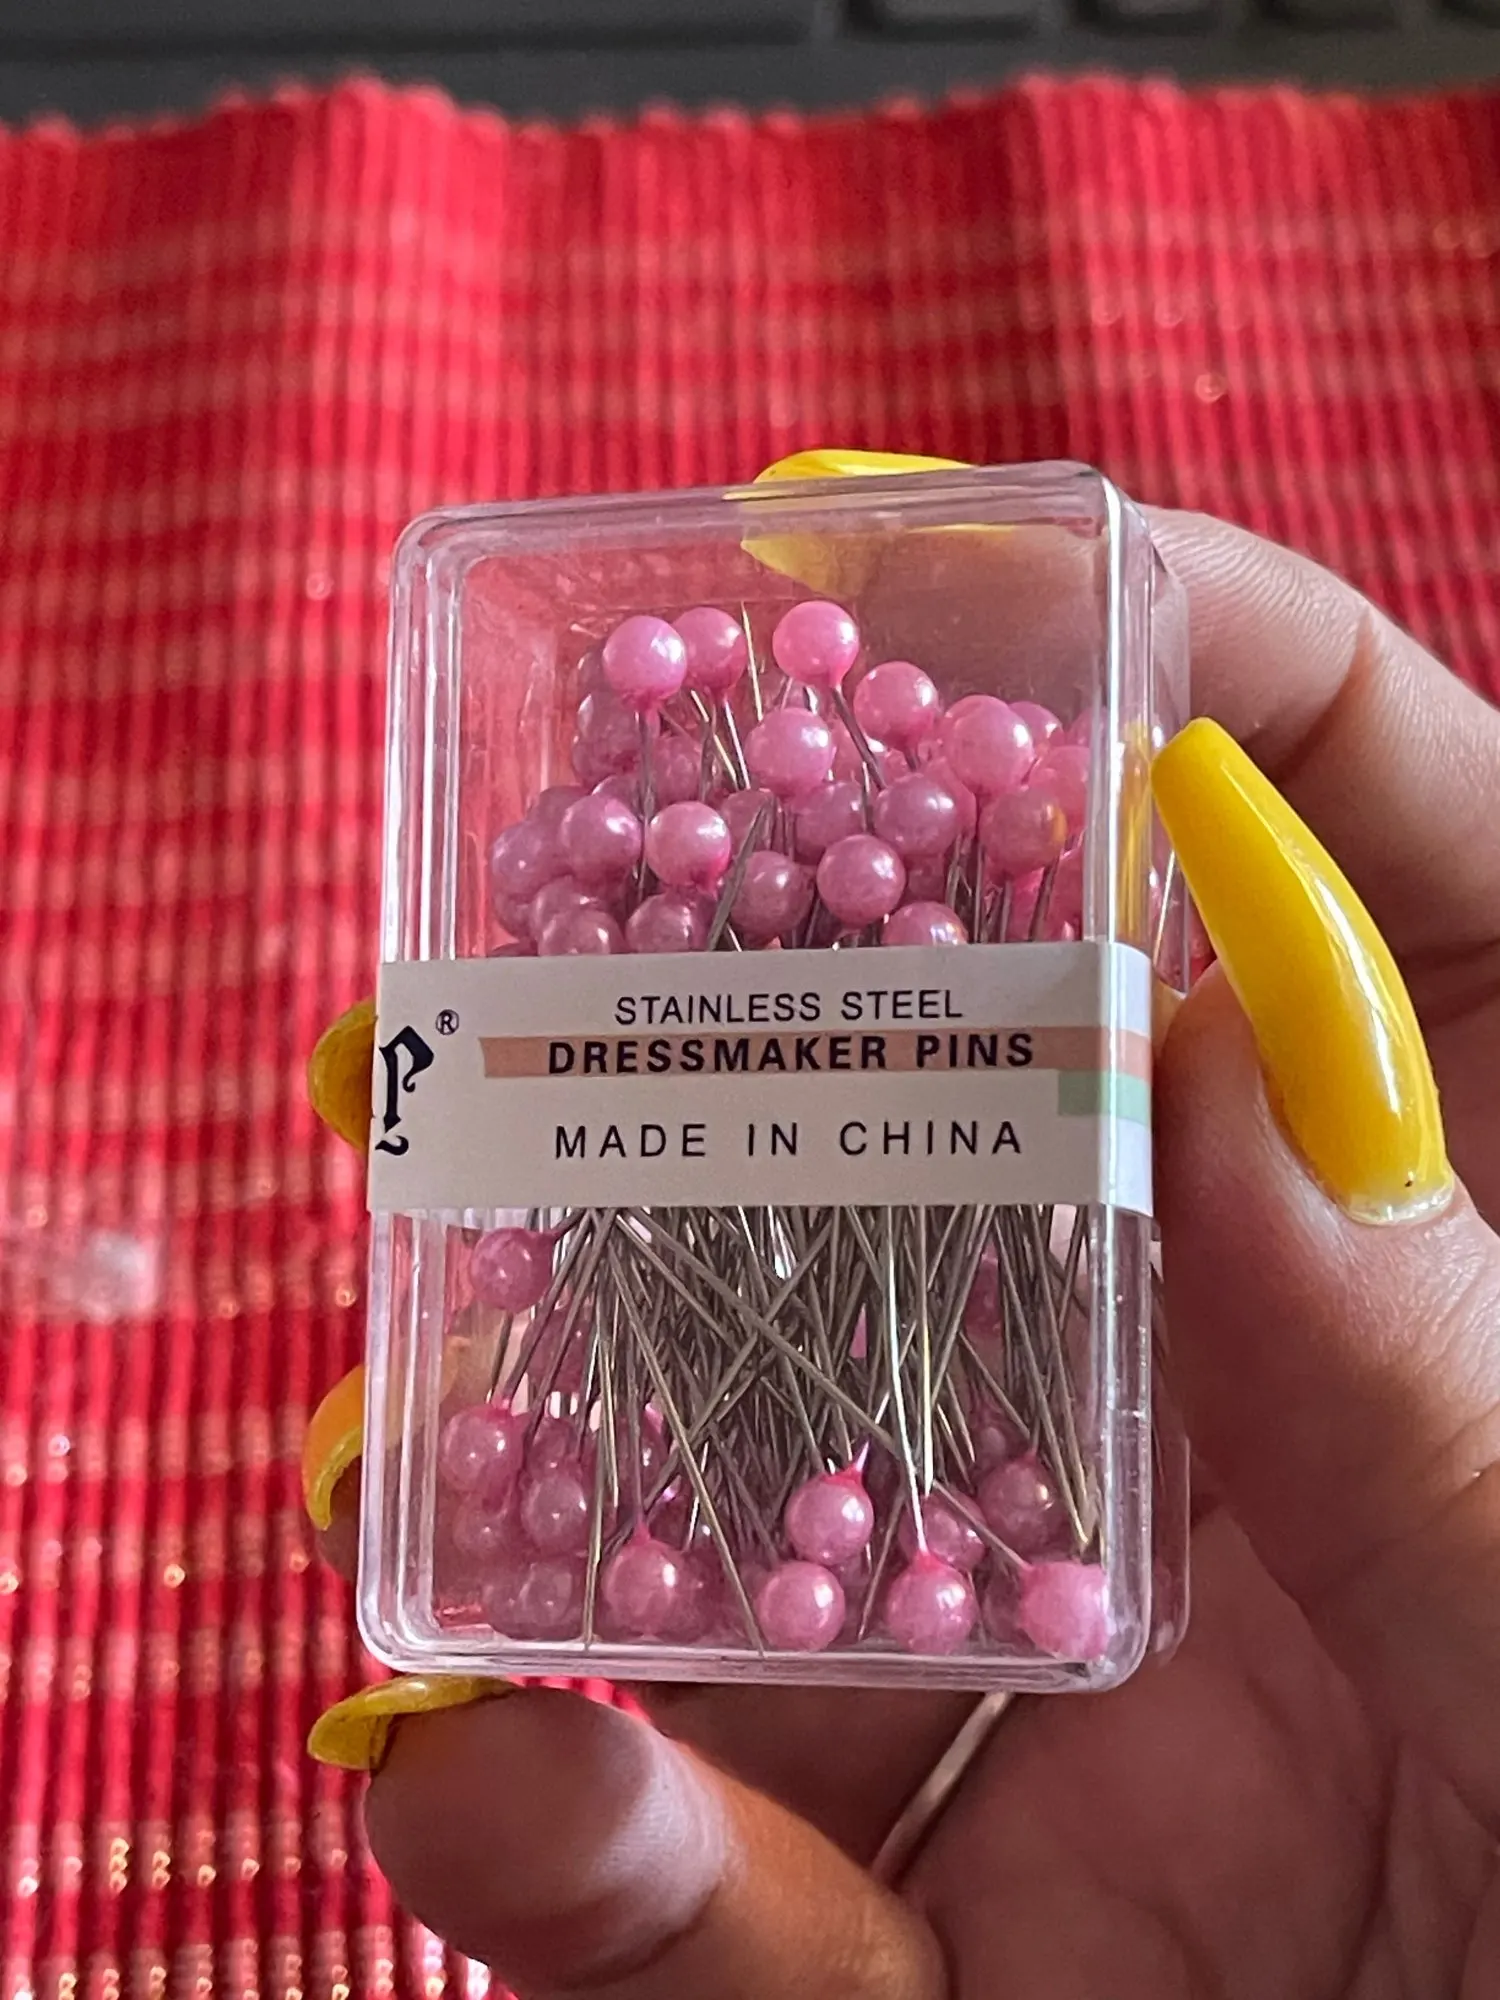 ®
STAINLESS STEEL
DRESSMAKER PINS
MADE IN CHINA